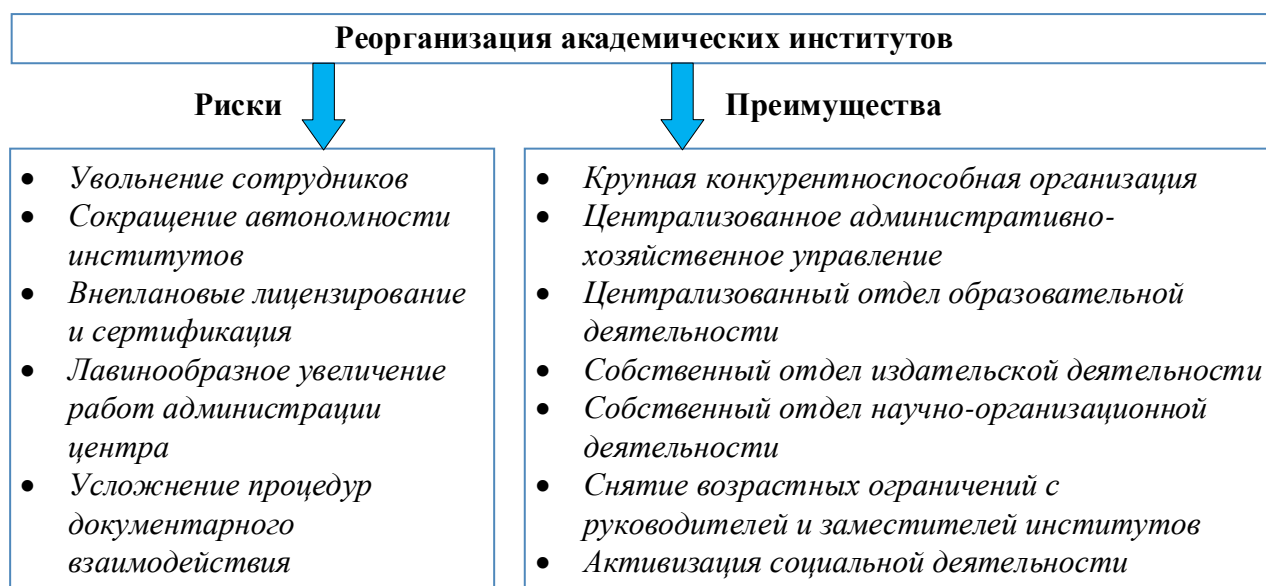 Реорганизация академических институтов
Риски
Преимущества
• Увольнение сотрудников
• Сокращение автономности
институтов
• Внеплановые лицензирование
и сертификация
• Лавинообразное увеличение
работ администрации
центра
• Усложнение процедур
документарного
взаимодействия
• Крупная конкурентноспособная организация
• Централизованное административно-
хозяйственное управление
• Централизованный отдел образовательной
деятельности
• Собственный отдел издательской деятельности
• Собственный отдел научно-организационной
деятельности
• Снятие возрастных ограничений с
руководителей и заместителей институтов
• Активизация социальной деятельности